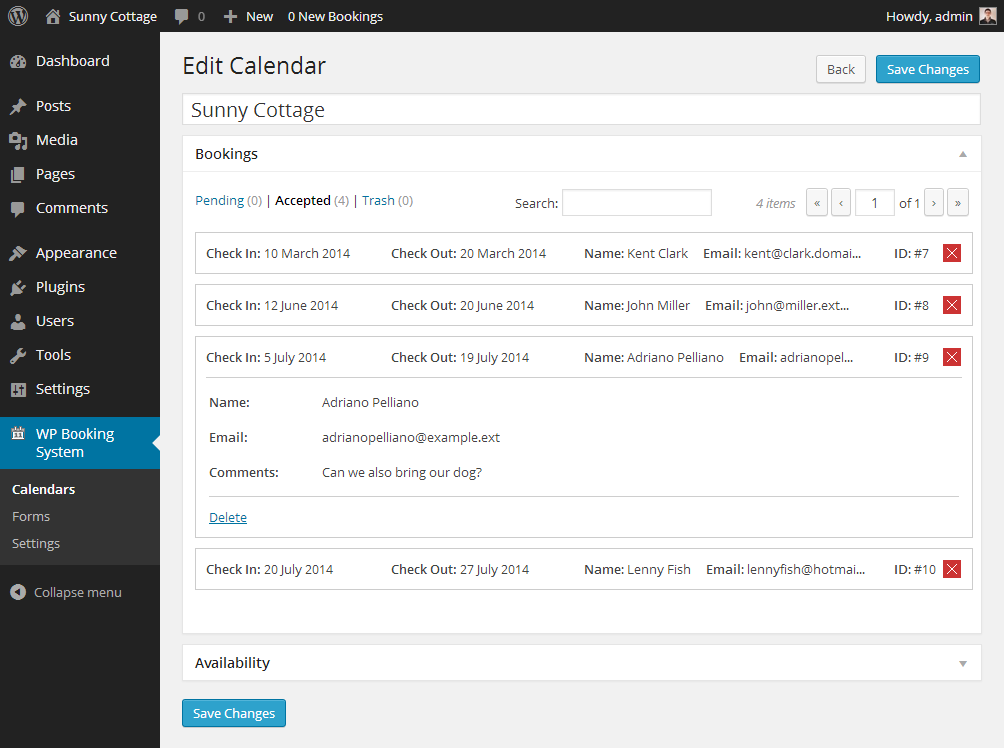 Sunny Cottage 0 New 0 New Bookings Howdy, admin
Dashboard
Posts
Media
Pages
Comments
Appearance
Plugins
Users
Tools
Settings
WP Booking
System
Calendars
Forms
Settings
Collapse menu
Edit Calendar Back Save Changes
Sunny Cottage
Bookings
Pending (0) | Accepted (4) | Trash (0) Search: 4 items « ‹ 1 of 1 › »
Check In: 10 March 2014 Check Out: 20 March 2014 Name: Kent Clark Email: kent@clark.domai... ID: #7
Check In: 12 June 2014 Check Out: 20 June 2014 Name: John Miller Email: john@miller.ext... ID: #8
Check In: 5 July 2014 Check Out: 19 July 2014 Name: Adriano Pelliano Email: adrianopel... ID: #9
Name: Adriano Pelliano
Email: adrianopelliano@example.ext
Comments: Can we also bring our dog?
Delete
Check In: 20 July 2014 Check Out: 27 July 2014 Name: Lenny Fish Email: lennyfish@hotmai... ID: #10
Availability
Save Changes